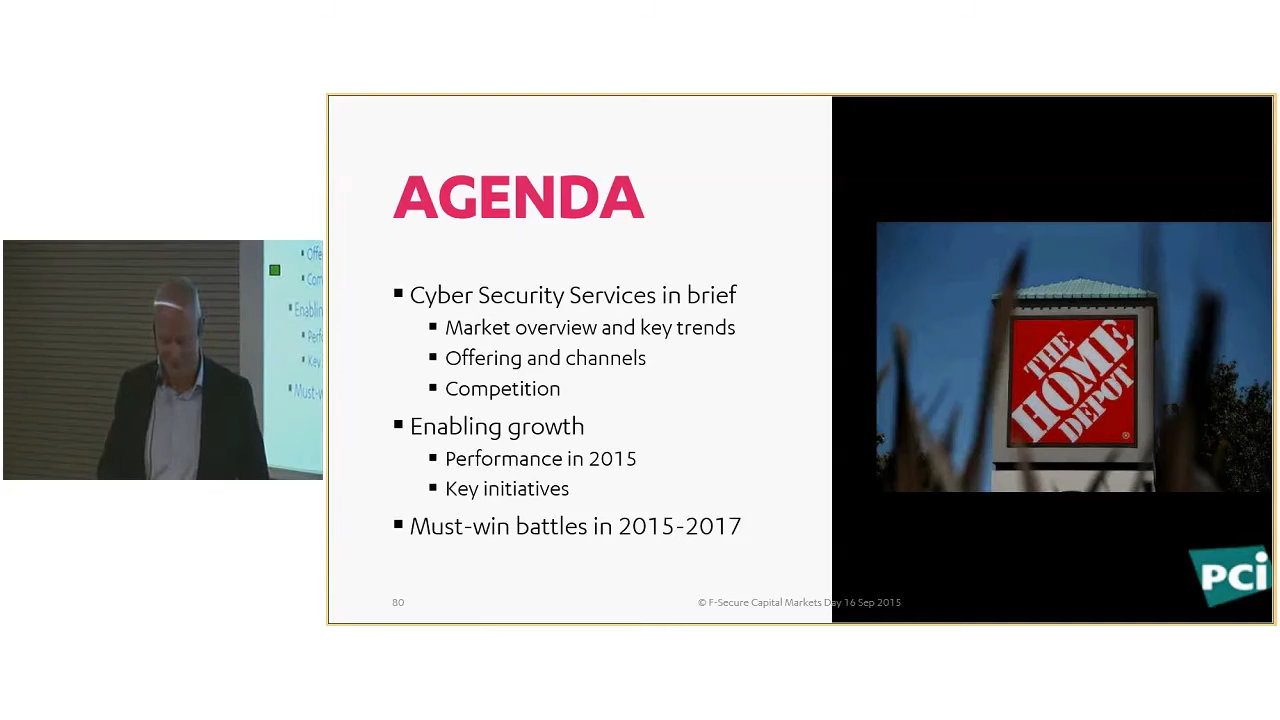 AGENDA
▪ Cyber Security Services in brief
▪ Market overview and key trends
▪ Offering and channels
▪ Competition
▪ Enabling growth
▪ Performance in 2015
▪ Key initiatives
▪ Must-win battles in 2015-2017
80
© F-Secure Capital Markets Day 16 Sep 2015
THE
HOME
DEPOT
®
PCi
▪ Key
▪ Must-w